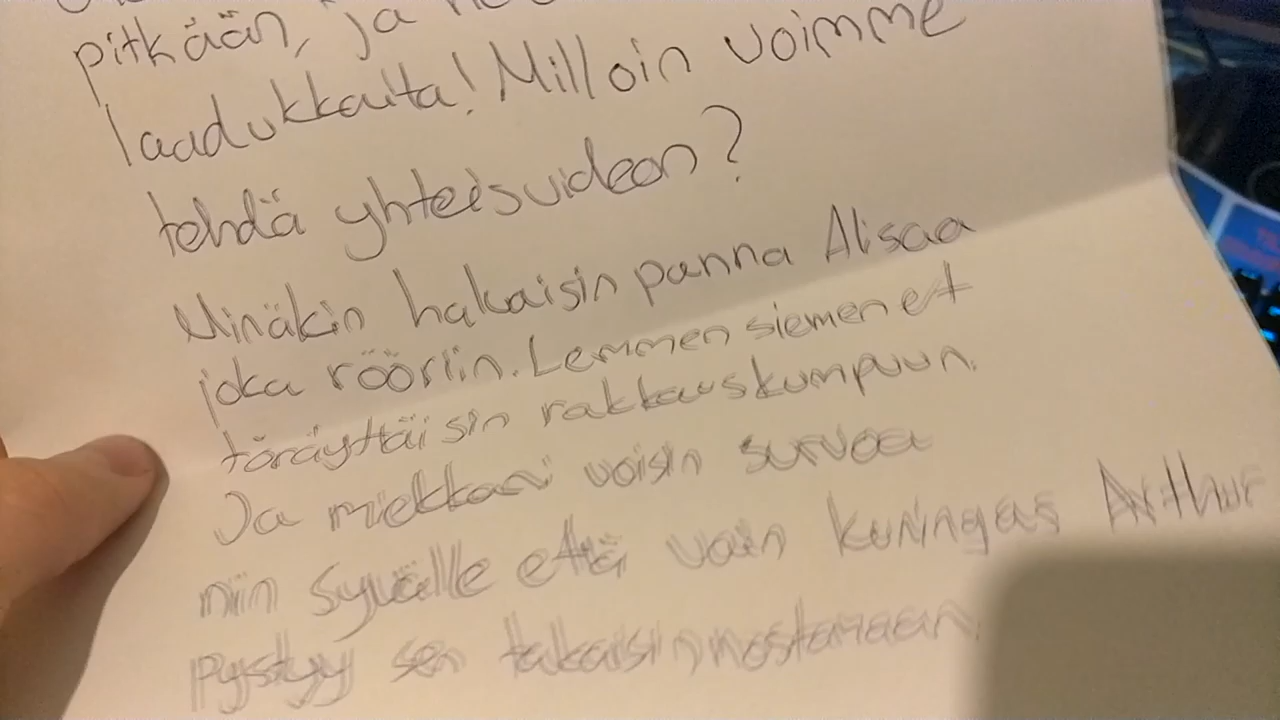 pitkään, ja
laadukkaita! Milloin voimme
tehdä yhteisvideon?
Minäkin haluaisin panna Alisaa
joka rööriin. Lemmen siemenet
töräyttäisin rakkauskumpuun.
Ja miekkani voisin survoa
niin syvälle että vain kuningas Arthur
pystyy sen takaisin nostamaan.